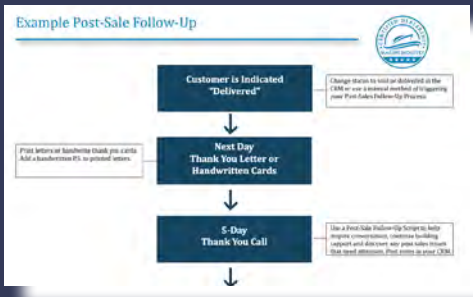 Example Post-Sale Follow-Up
Customer is Indicated
"Delivered"
Change status to sold or delivered in the
CRM or use a manual method of triggering
your Post-Sales Follow-Up Process.
Print letters or handwrite thank you cards.
Add a handwritten P.S. to printed letters.
Next Day
Thank You Letter or
Handwritten Cards
5-Day
Thank You Call
Use a Post-Sale Follow-Up Script to help
inspire conversation, continue building
rapport and discover any post-sales issues
that need attention. Post notes in your CRM.